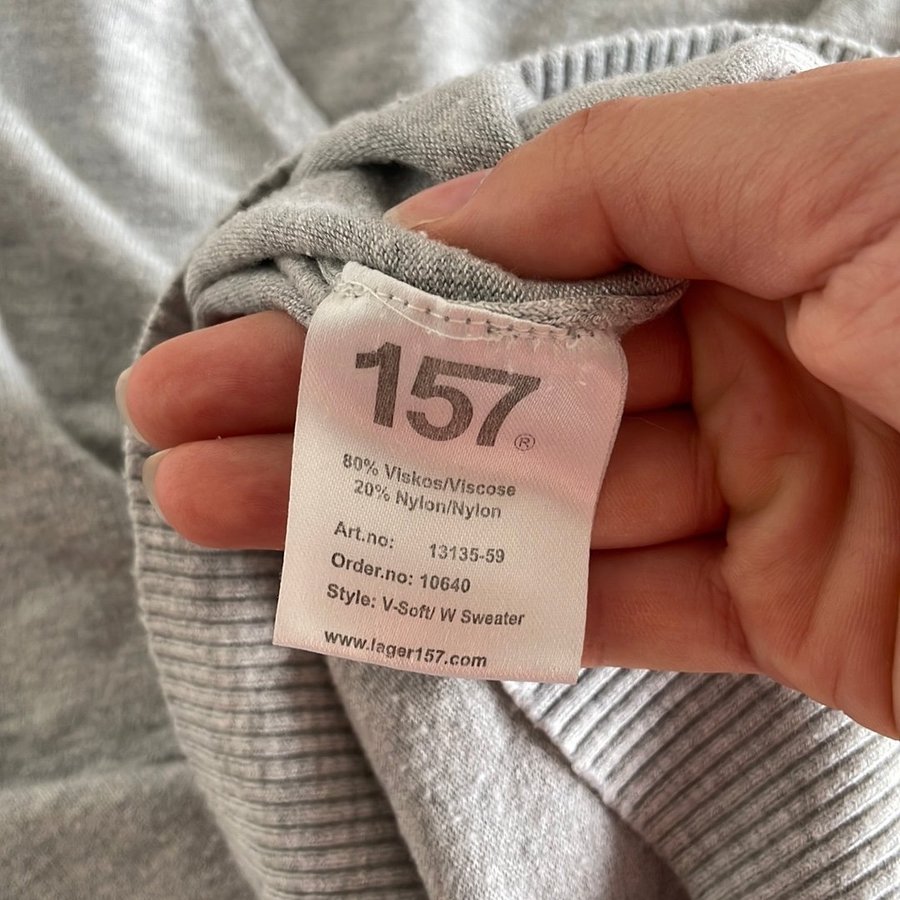 157®
80% Viskos/Viscose
20% Nylon/Nylon
Art.no: 13135-59
Order.no: 10640
Style: V-Soft/ W Sweater
www.lager157.com